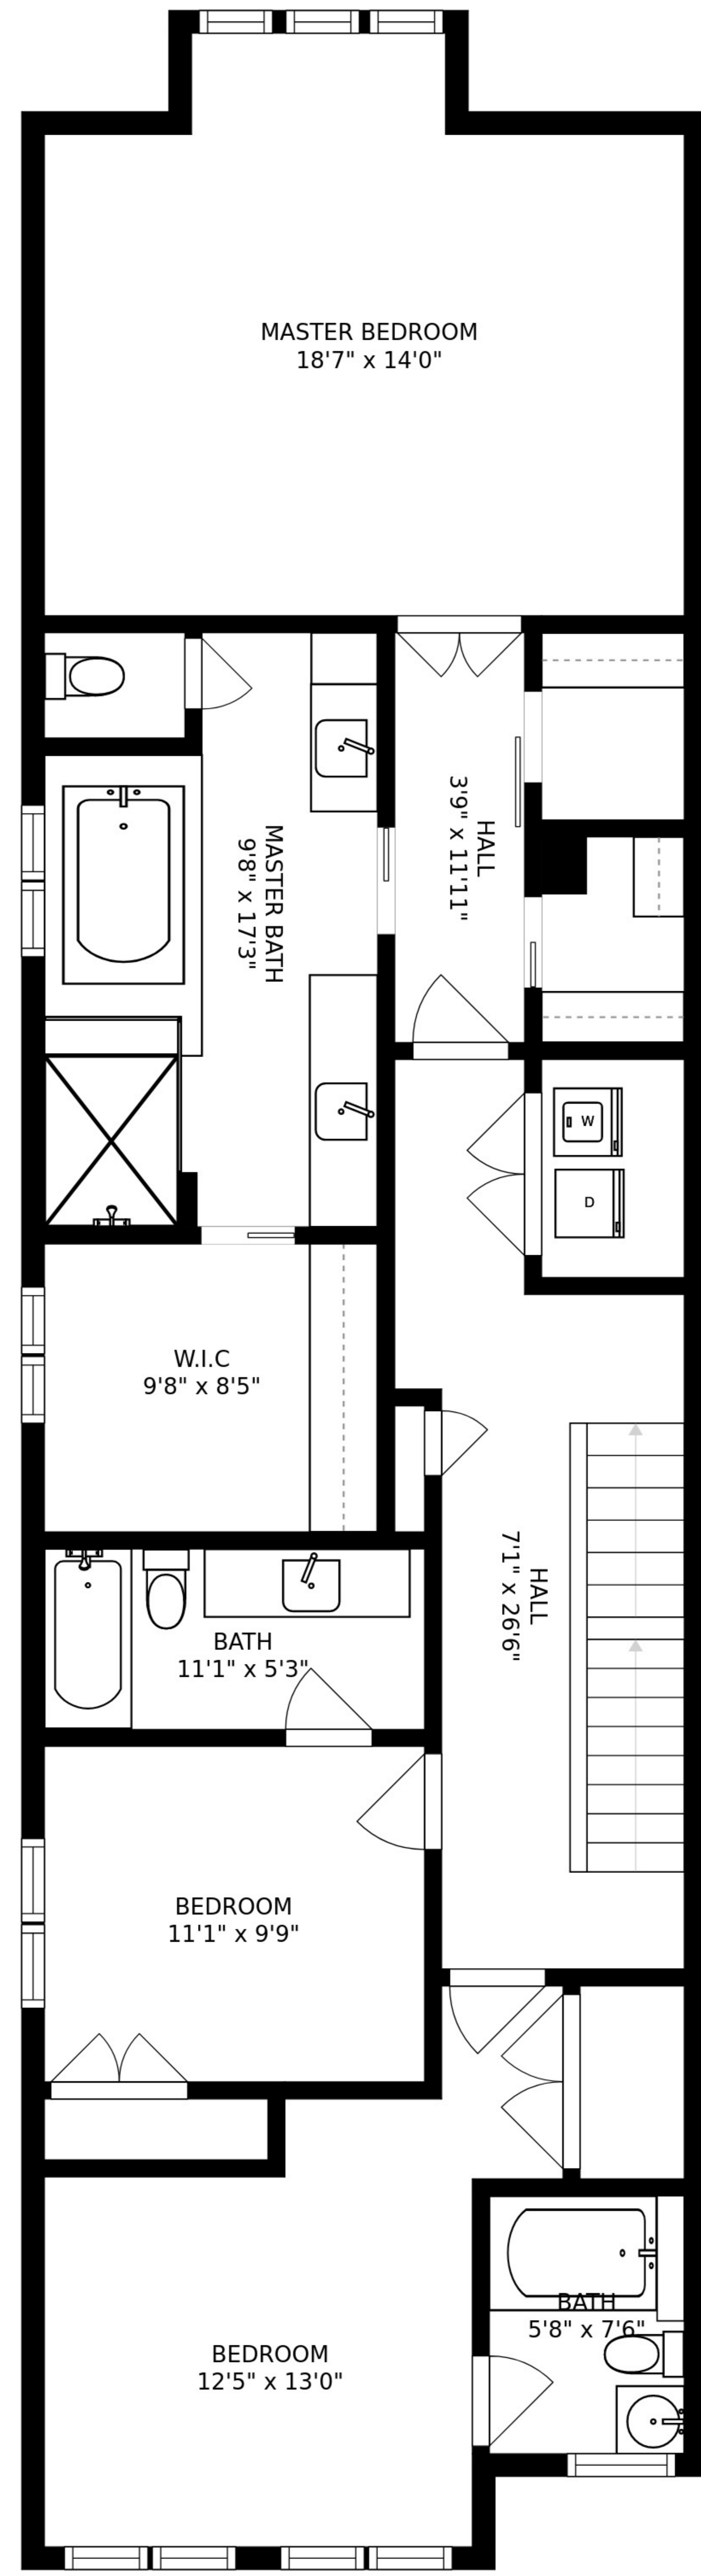 MASTER BEDROOM
18'7" x 14'0"
HALL
3'9" x 11'11"
MASTER BATH
9'8" x 17'3"
W
D
W.I.C
9'8" x 8'5"
HALL
7'1" x 26'6"
BATH
11'1" x 5'3"
BEDROOM
11'1" x 9'9"
BATH
5'8" x 7'6"
BEDROOM
12'5" x 13'0"